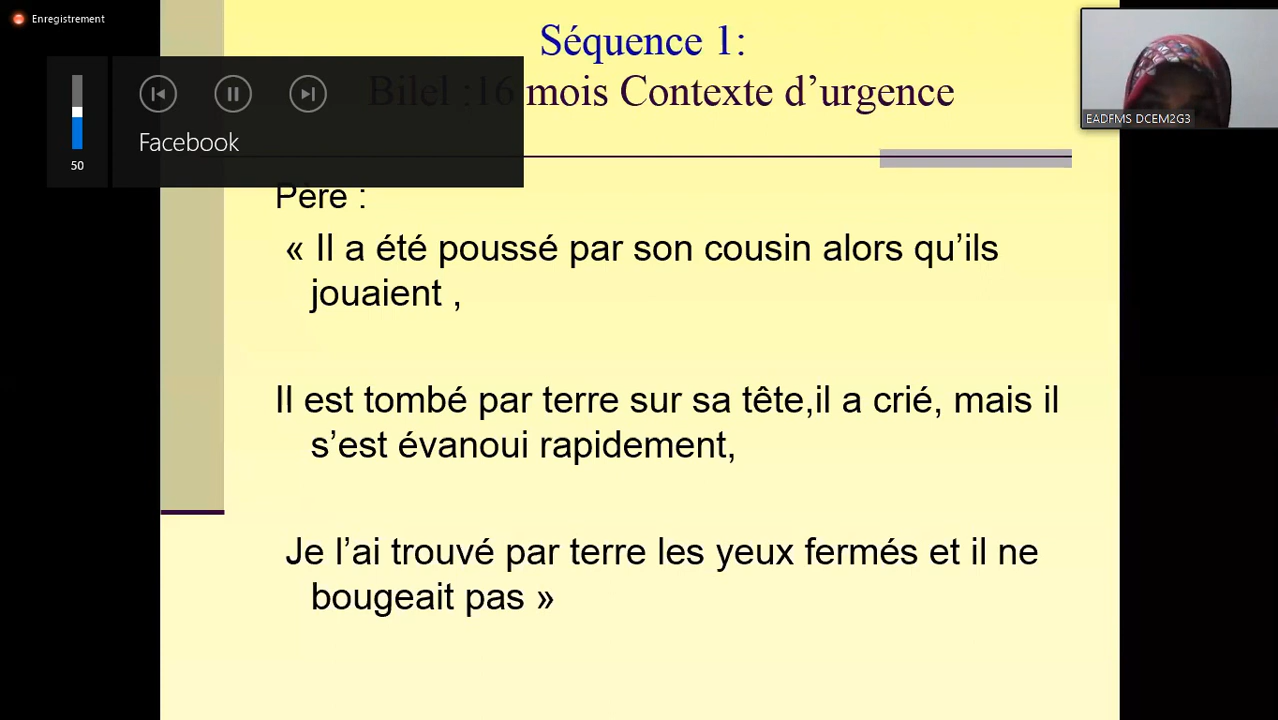 Enregistrement
Séquence 1:
Bilel :16 mois Contexte d’urgence
EADFMS DCEM2G3
Facebook
50
Père :
« Il a été poussé par son cousin alors qu’ils
jouaient ,
Il est tombé par terre sur sa tête,il a crié, mais il
s’est évanoui rapidement,
Je l’ai trouvé par terre les yeux fermés et il ne
bougeait pas »